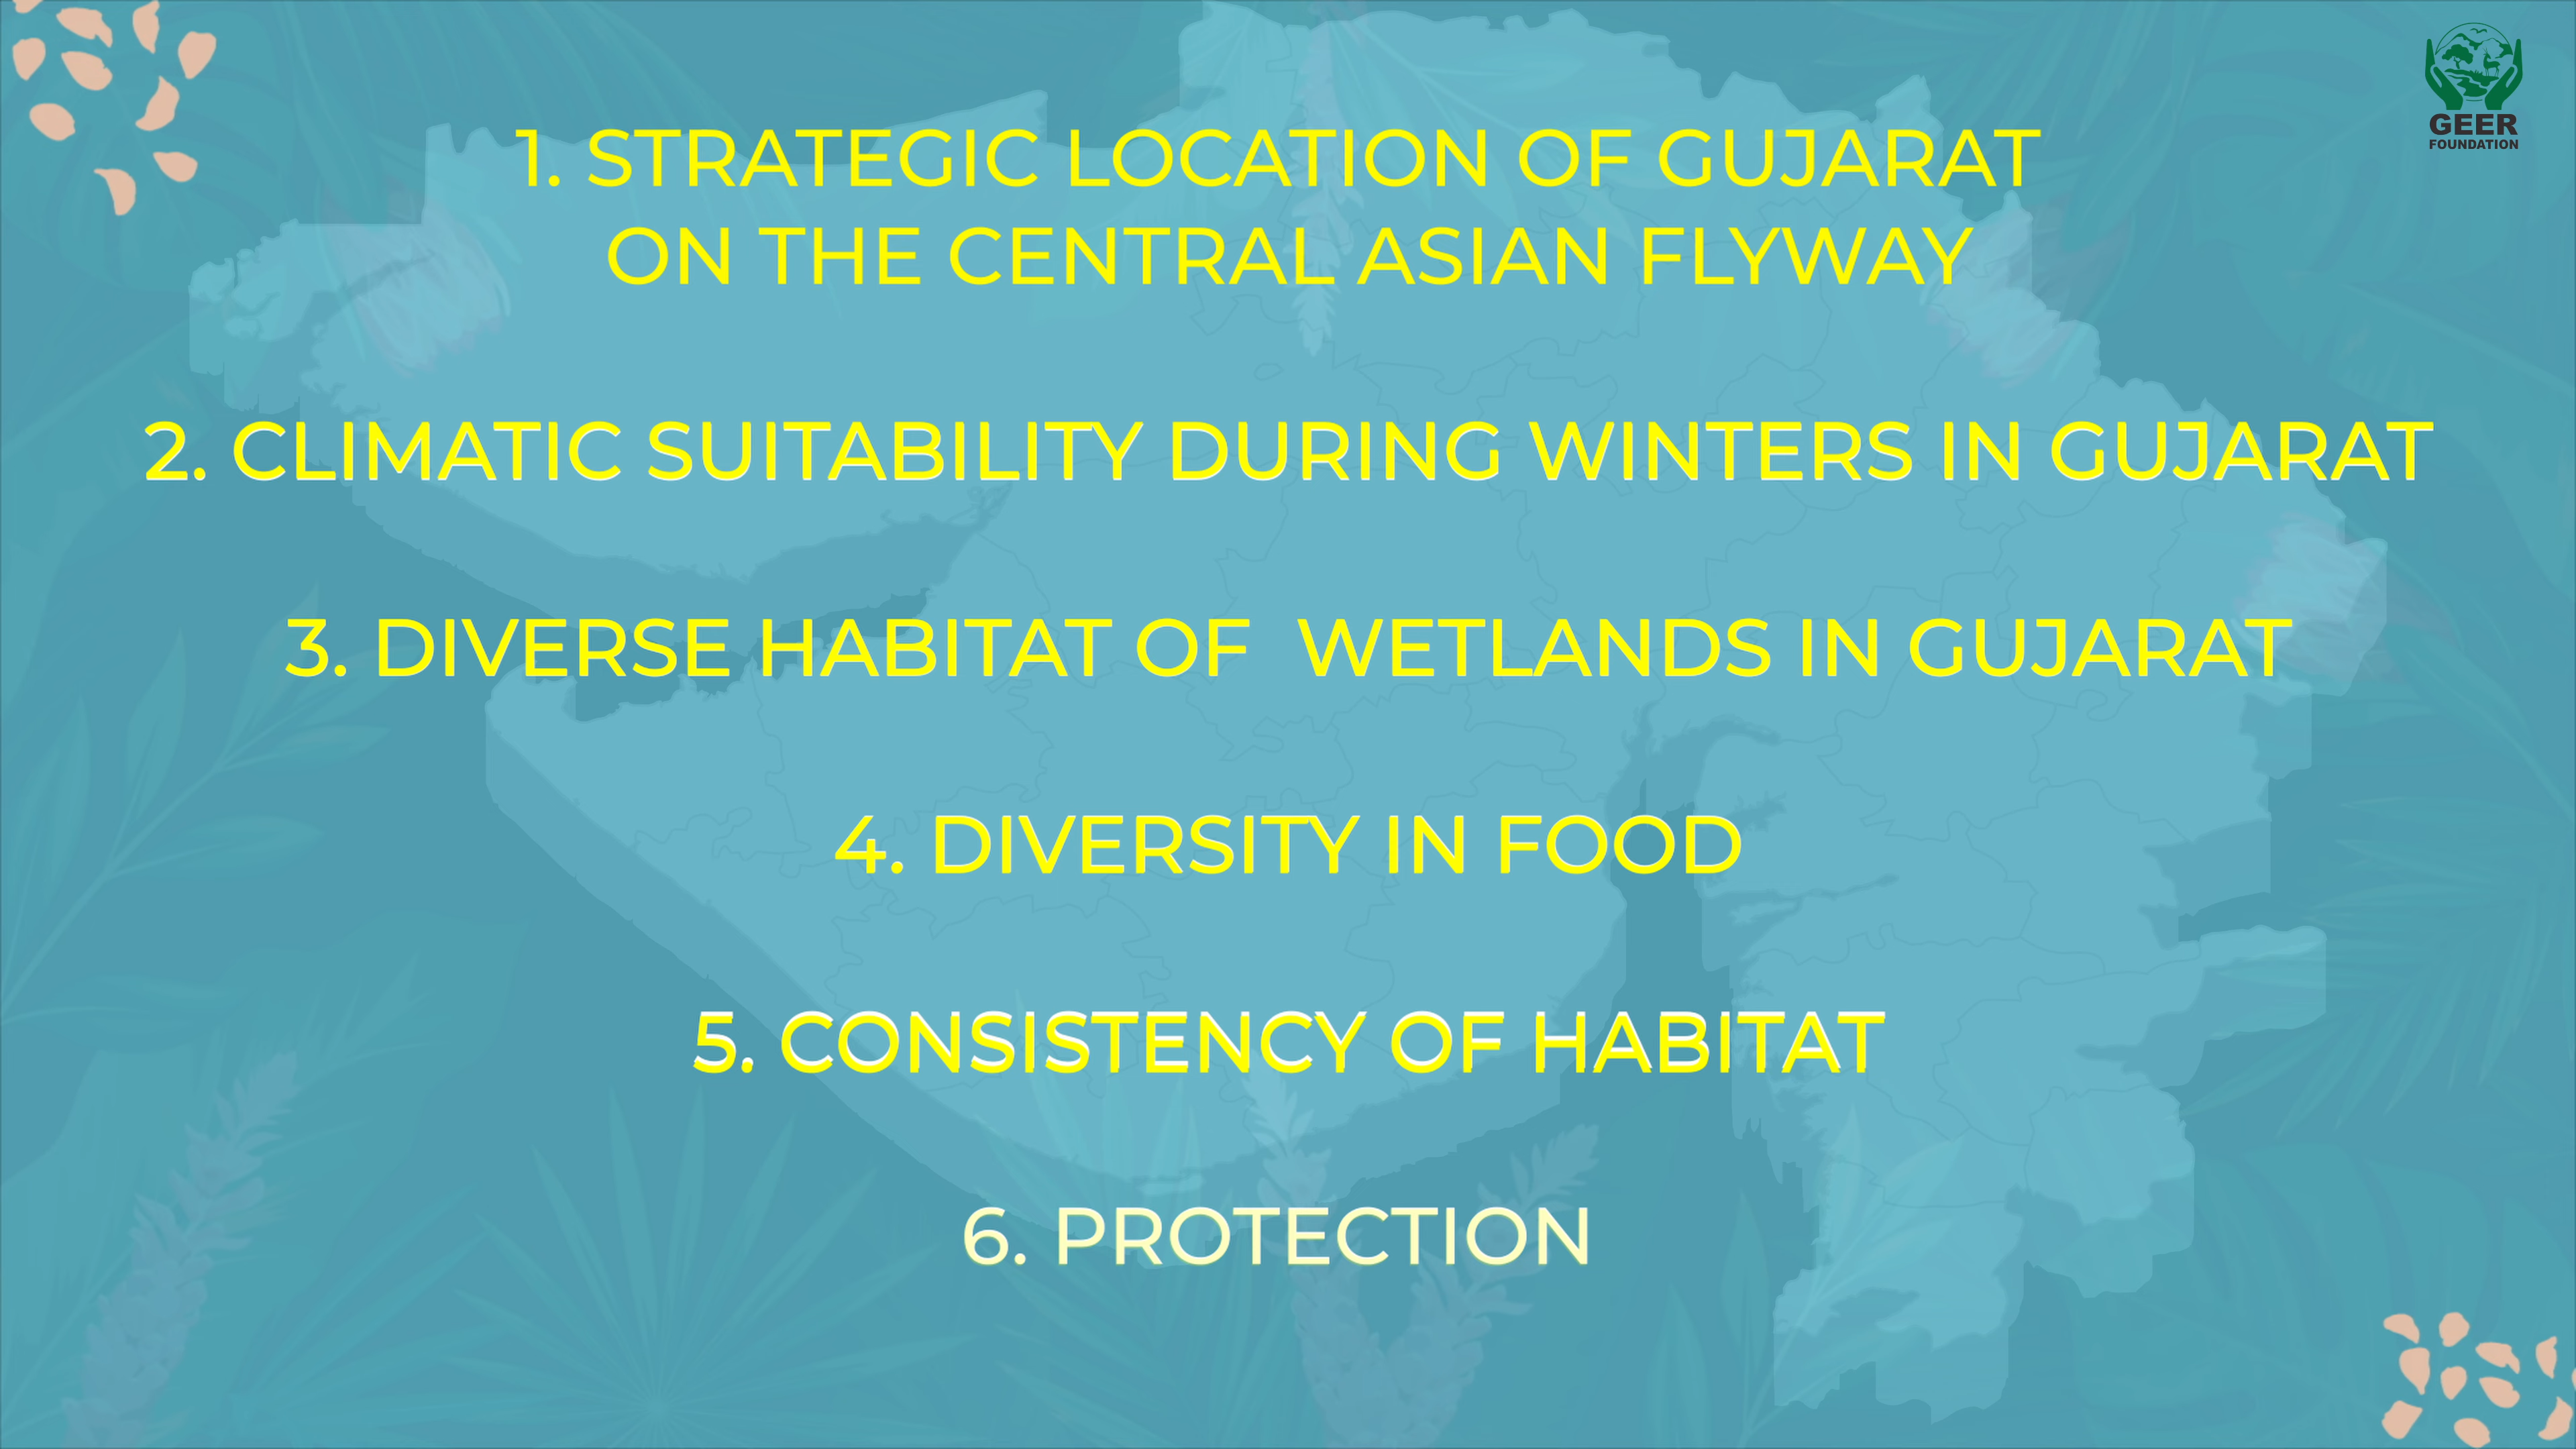 GEER
FOUNDATION
1. STRATEGIC LOCATION OF GUJARAT
ON THE CENTRAL ASIAN FLYWAY
2. CLIMATIC SUITABILITY DURING WINTERS IN GUJARAT
3. DIVERSE HABITAT OF  WETLANDS IN GUJARAT
4. DIVERSITY IN FOOD
5. CONSISTENCY OF HABITAT
6. PROTECTION